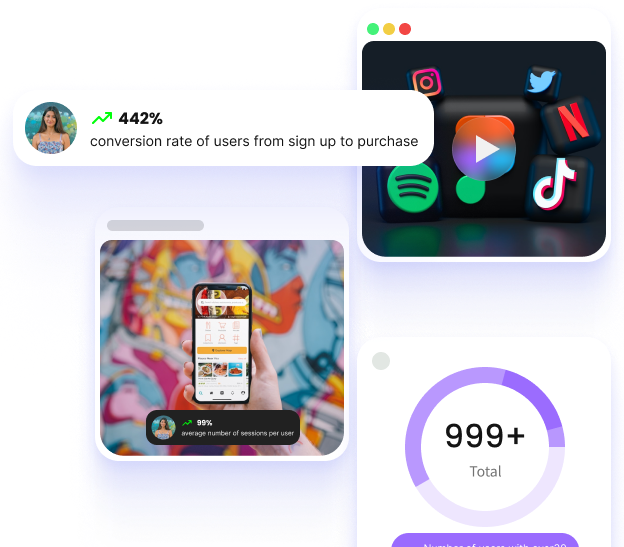 442%
conversion rate of users from sign up to purchase
99%
average number of sessions per user
999+
Total